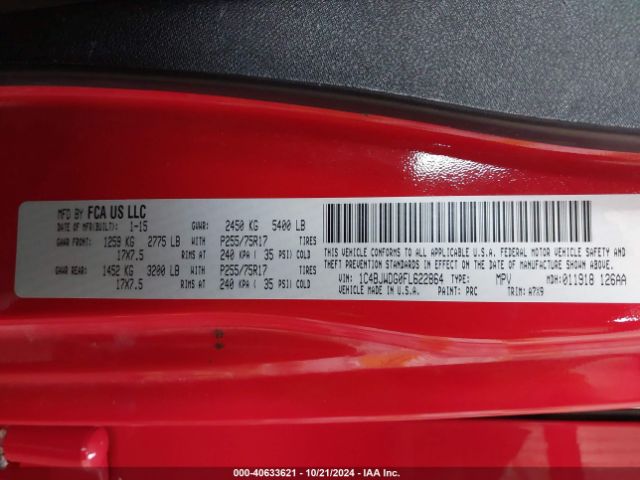 MFD BY FCA US LLC
DATE OF MFR(BUILT): 1-15 GVWR: 2450 KG 5400 LB
GAWR FRONT: 1259 KG 2775 LB WITH P255/75R17 TIRES
17X7.5 RIMS AT 240 KPA ( 35 PSI) COLD
GAWR REAR: 1452 KG 3200 LB WITH P255/75R17 TIRES
17X7.5 RIMS AT 240 KPA ( 35 PSI) COLD
THIS VEHICLE CONFORMS TO ALL APPLICABLE U.S.A. FEDERAL MOTOR VEHICLE SAFETY
AND THEFT PREVENTION STANDARDS IN EFFECT ON THE DATE OF MANUFACTURE SHOWN ABOVE.
VIN: 1C4BJWDG0FL622864 TYPE: MPV MDH:011918 126AA
PAINT: PRC TRIM: A7X9
000-40633621 | 10/21/2024 | IAA Inc.